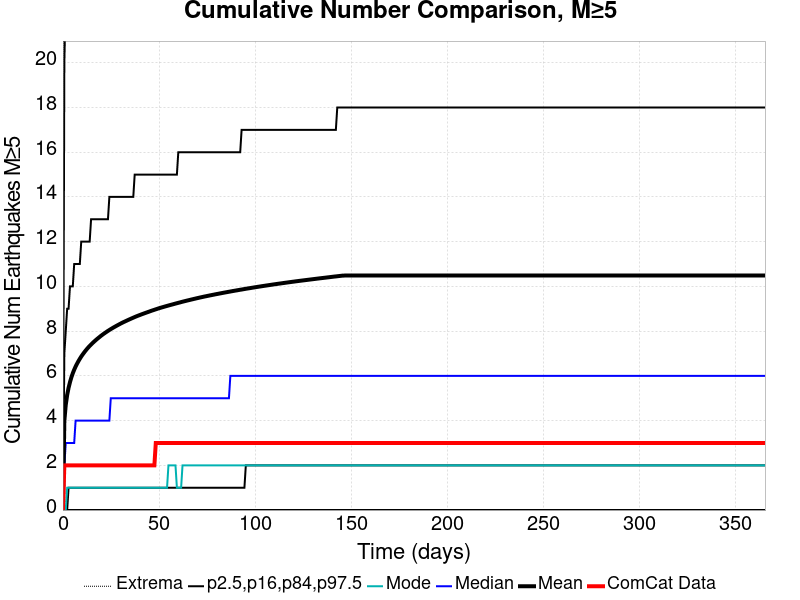 Cumulative Number Comparison, M≥5
Cumulative Num Earthquakes M≥5
20
18
16
14
12
10
8
6
4
2
0
0 50 100 150 200 250 300 350
Time (days)
Extrema p2.5,p16,p84,p97.5 Mode Median Mean ComCat Data